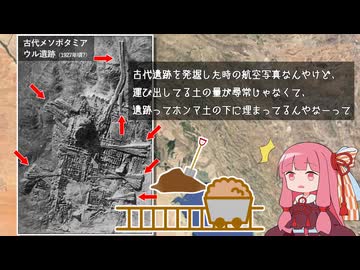 古代メソポタミア
ウル遺跡（1927年頃?）
古代遺跡を発掘した時の航空写真なんやけど、
運び出してる土の量が尋常じゃなくて、
遺跡ってホンマ土の下に埋まってるんやなーって